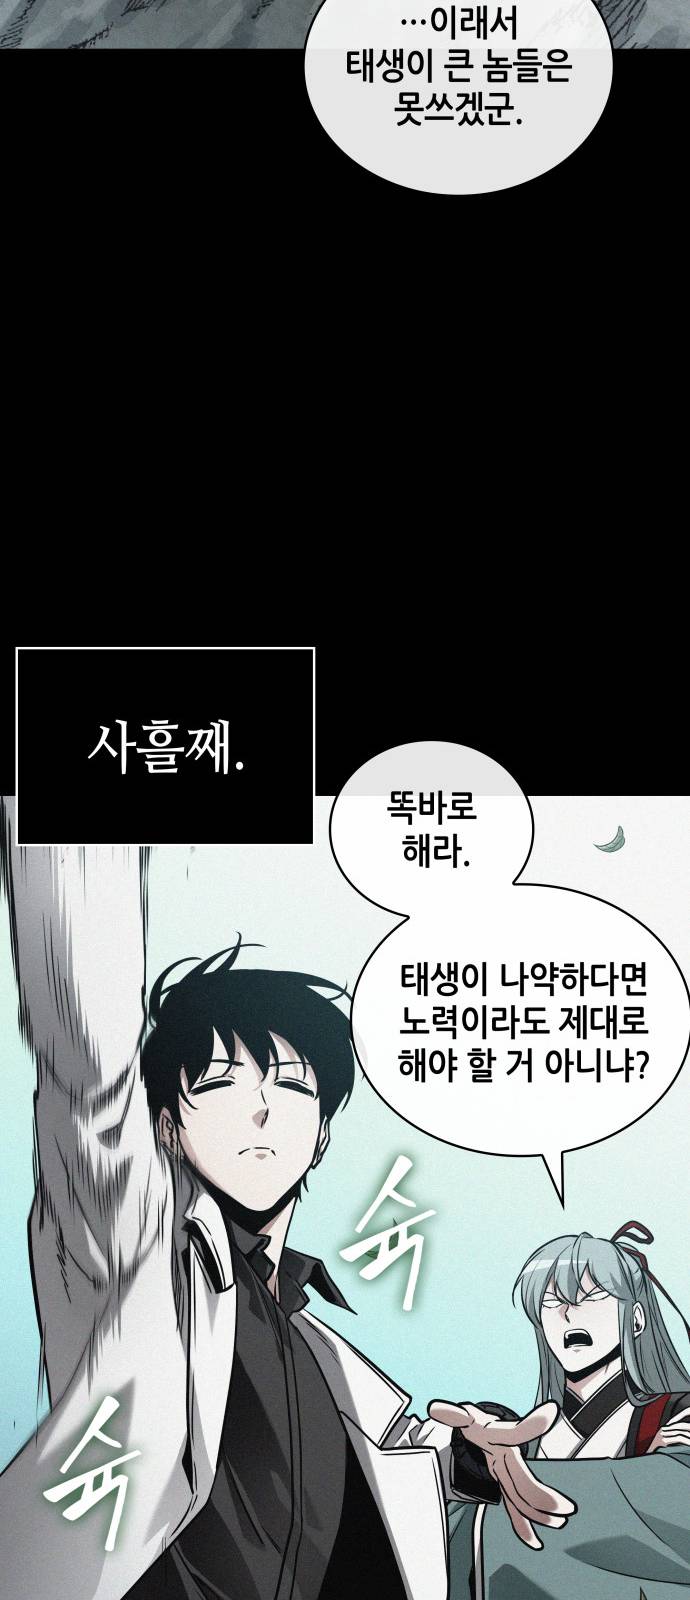 …이래서
태생이 큰 놈들은
못쓰겠군.
사흘째.
똑바로
해라.
태생이 나약하다면
노력이라도 제대로
해야 할 거 아니냐?
슉
슉